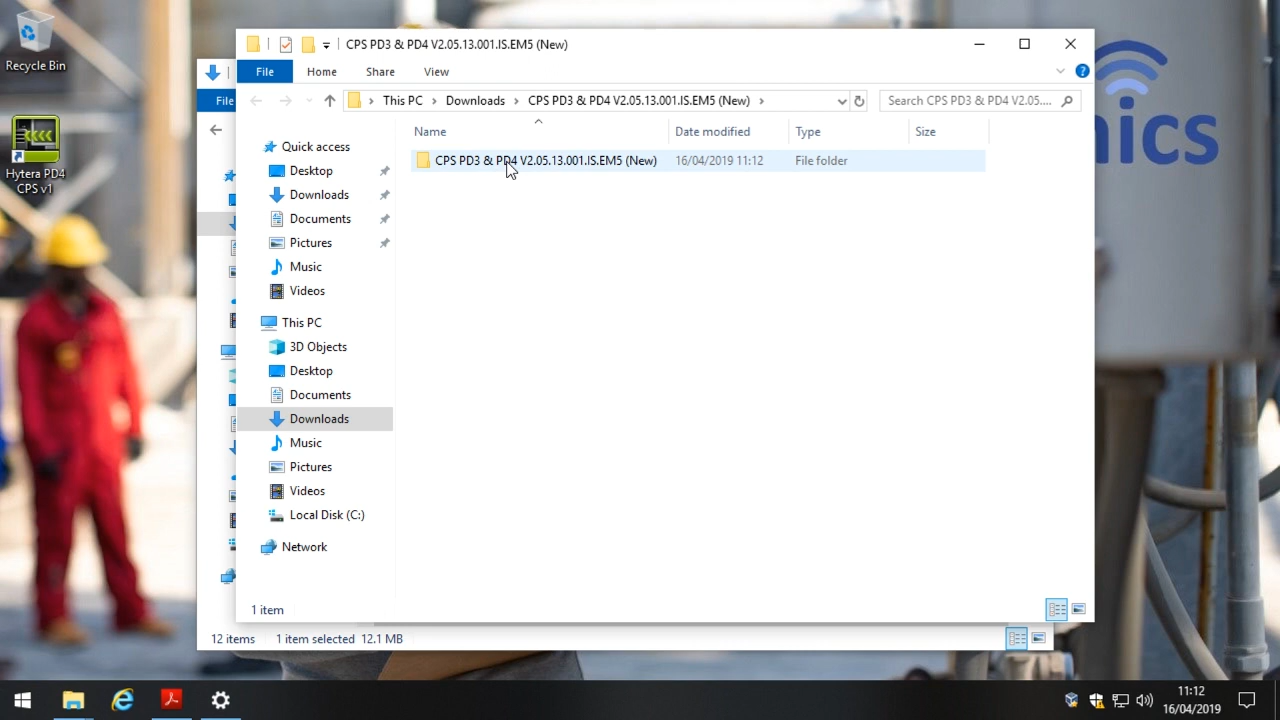 Recycle Bin
Hytera PD4
CPS v1
nics
File
CPS PD3 & PD4 V2.05.13.001.IS.EM5 (New)
File
Home
Share
View
This PC
Downloads
CPS PD3 & PD4 V2.05.13.001.IS.EM5 (New)
Search CPS PD3 & PD4 V2.05....
Name
Date modified
Type
Size
CPS PD3 & PD4 V2.05.13.001.IS.EM5 (New)
16/04/2019 11:12
File folder
Quick access
Desktop
Downloads
Documents
Pictures
Music
Videos
This PC
3D Objects
Desktop
Documents
Downloads
Music
Pictures
Videos
Local Disk (C:)
Network
1 item
12 items
1 item selected 12.1 MB
11:12
16/04/2019